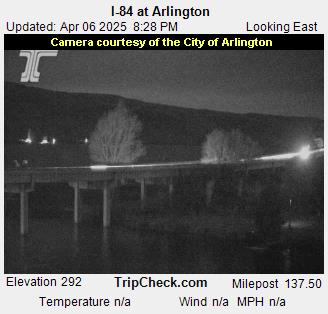 I-84 at Arlington
Updated: Apr 06 2025 8:28 PM Looking East
Camera courtesy of the City of Arlington
Elevation 292 TripCheck.com Milepost 137.50
Temperature n/a Wind n/a MPH n/a